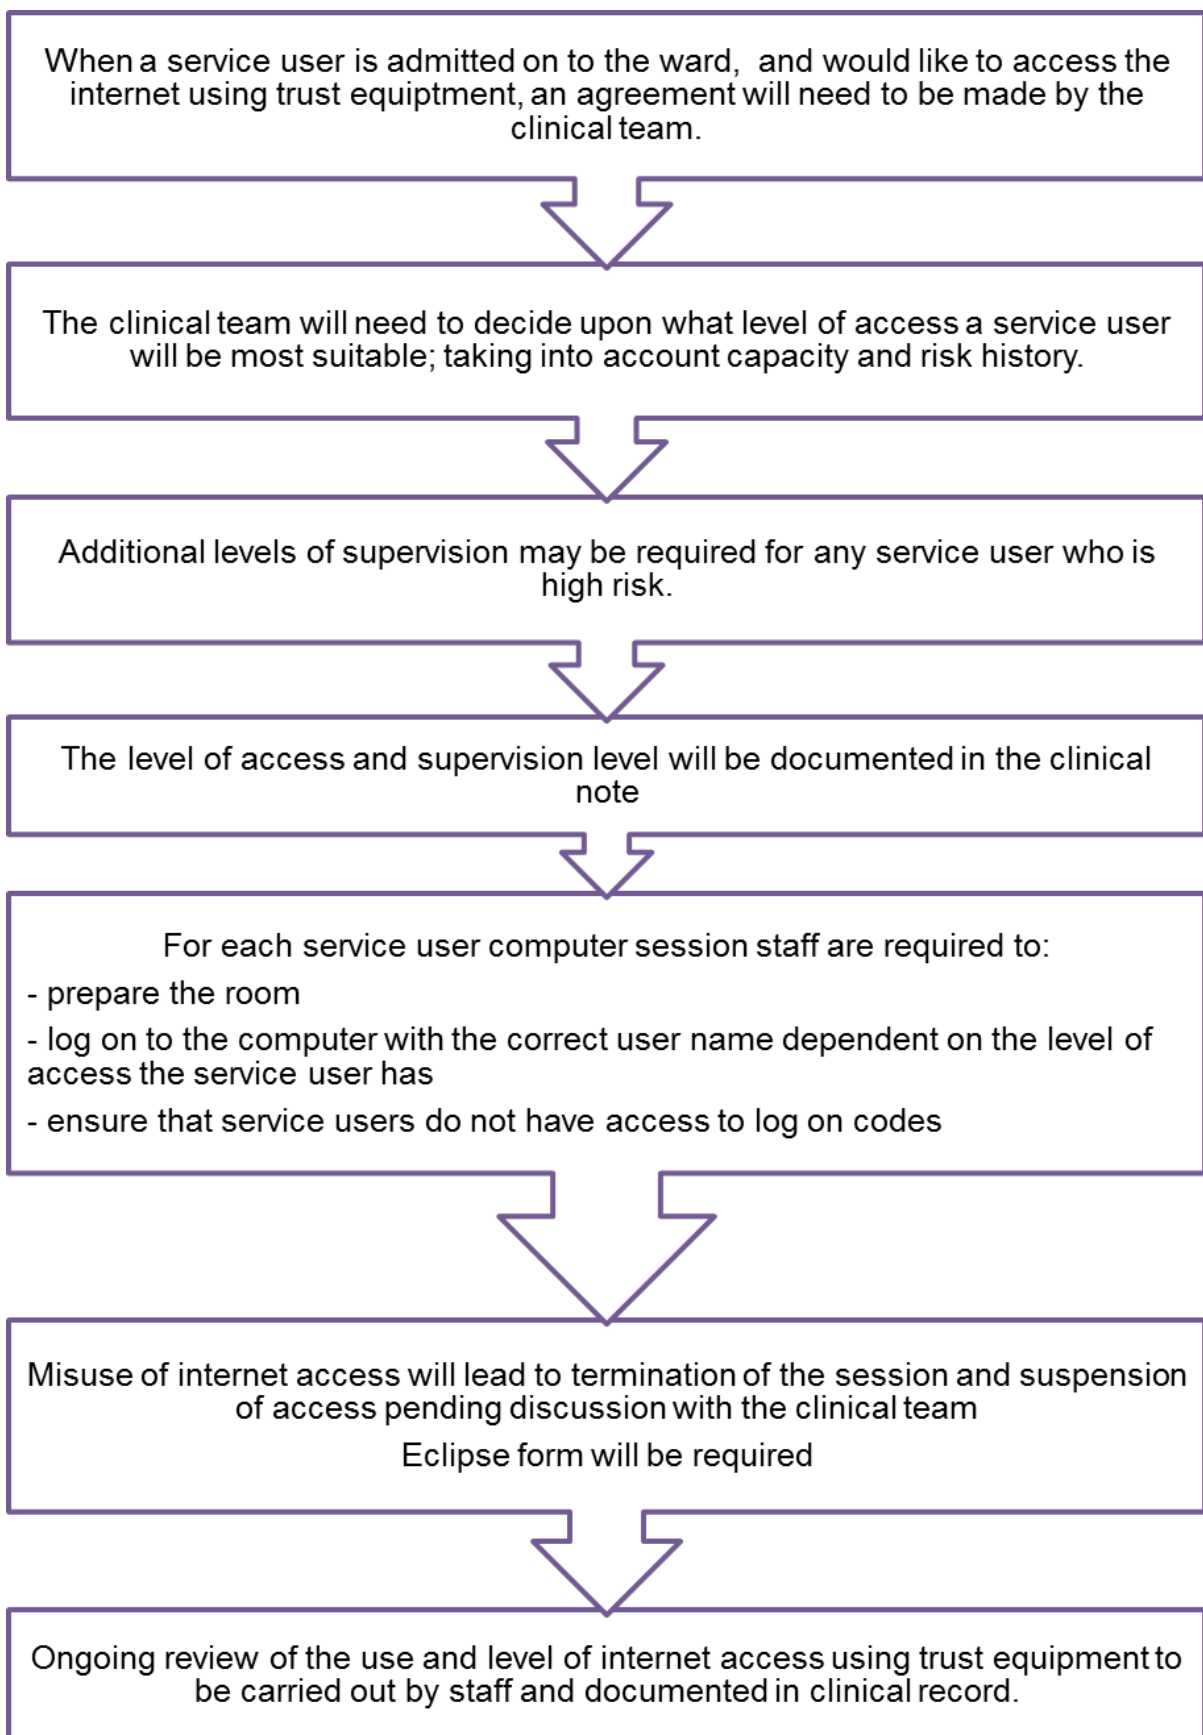 When a service user is admitted on to the ward,  and would like to access the
internet using trust equiptment, an agreement will need to be made by the
clinical team.
The clinical team will need to decide upon what level of access a service user
will be most suitable; taking into account capacity and risk history.
Additional levels of supervision may be required for any service user who is
high risk.
The level of access and supervision level will be documented in the clinical
note
For each service user computer session staff are required to:
- prepare the room
- log on to the computer with the correct user name dependent on the level of
access the service user has
- ensure that service users do not have access to log on codes
Misuse of internet access will lead to termination of the session and suspension
of access pending discussion with the clinical team
Eclipse form will be required
Ongoing review of the use and level of internet access using trust equipment to
be carried out by staff and documented in clinical record.